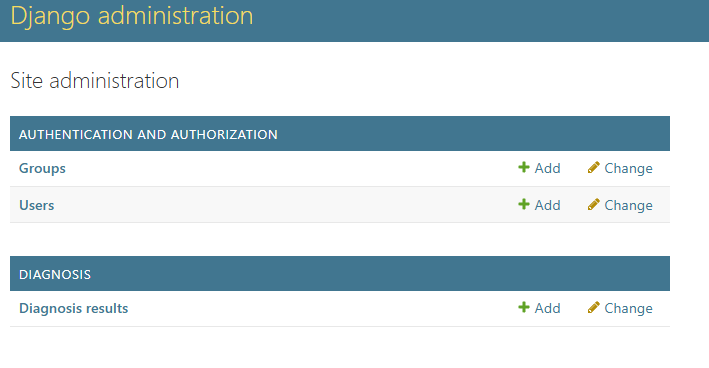 Django administration
Site administration
AUTHENTICATION AND AUTHORIZATION
Groups Add Change
Users Add Change
DIAGNOSIS
Diagnosis results Add Change